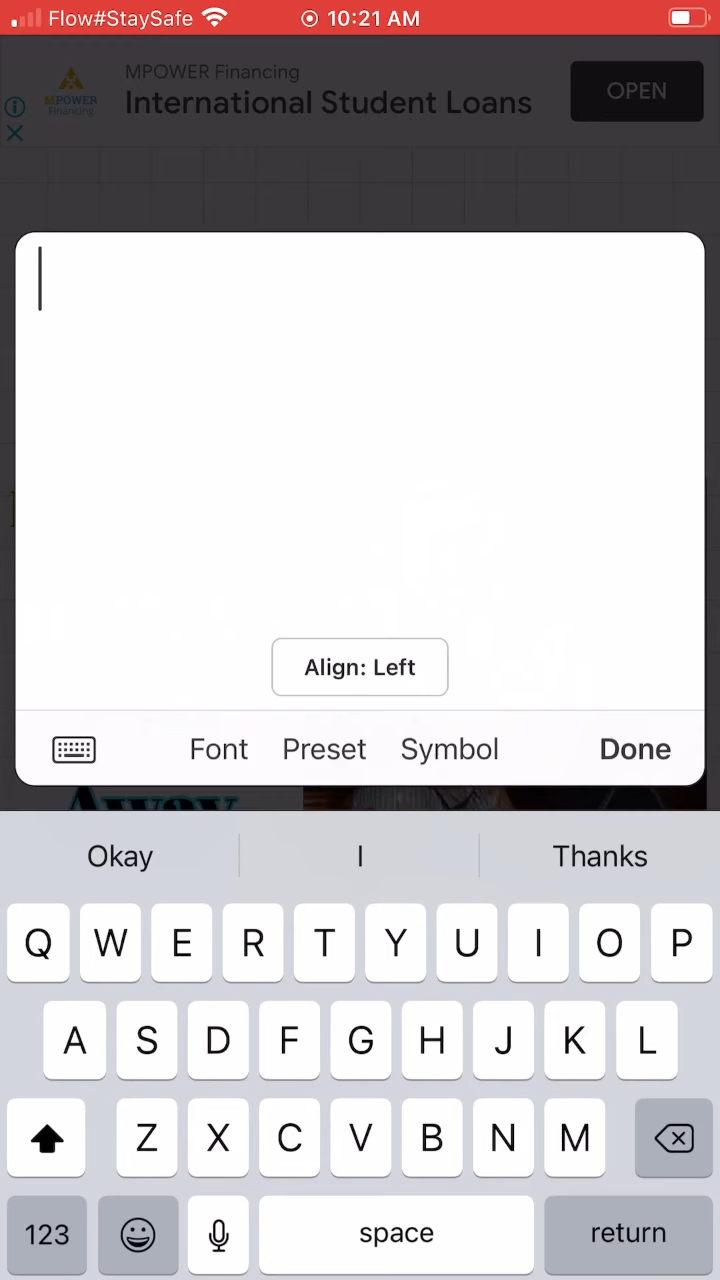 Flow#StaySafe 10:21 AM
MPOWER Financing
International Student Loans
OPEN
MPOWER
Financing
Align: Left
Font Preset Symbol Done
Away
Okay I Thanks
Q W E R T Y U I O P
A S D F G H J K L
Z X C V B N M
123 space return